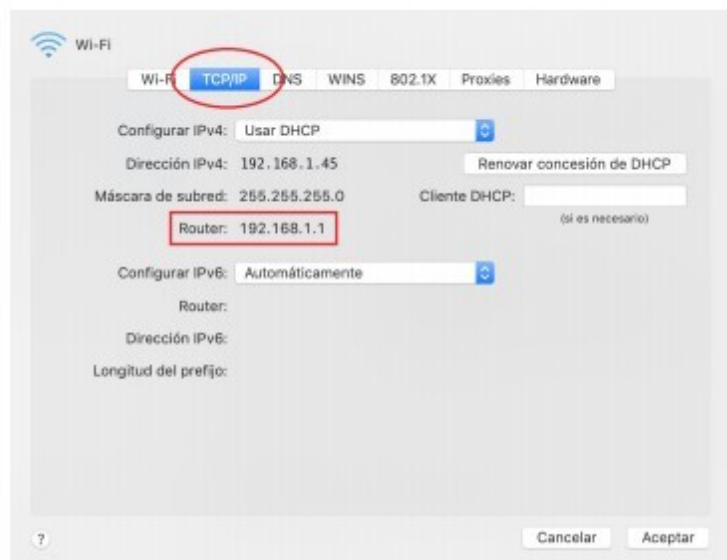 Wi-Fi
Wi-Fi TCP/IP DNS WINS 802.1X Proxies Hardware
Configurar IPv4: Usar DHCP
Dirección IPv4: 192.168.1.45 Renovar concesión de DHCP
Máscara de subred: 255.255.255.0 Cliente DHCP:
(si es necesario)
Router: 192.168.1.1
Configurar IPv6: Automáticamente
Router:
Dirección IPv6:
Longitud del prefijo:
? Cancelar Aceptar